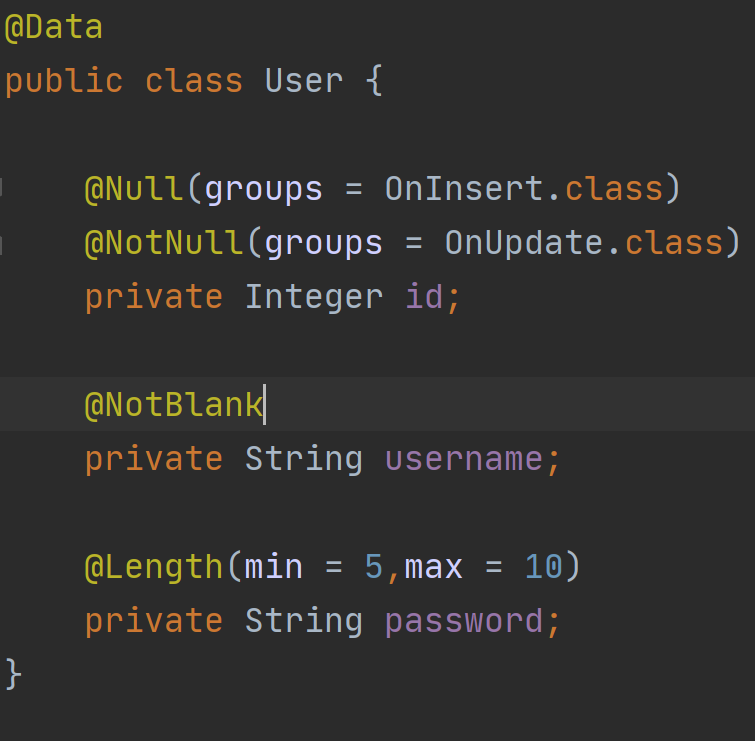 @Data
public class User {
@Null(groups = OnInsert.class)
@NotNull(groups = OnUpdate.class)
private Integer id;
@NotBlank
private String username;
@Length(min = 5,max = 10)
private String password;
}